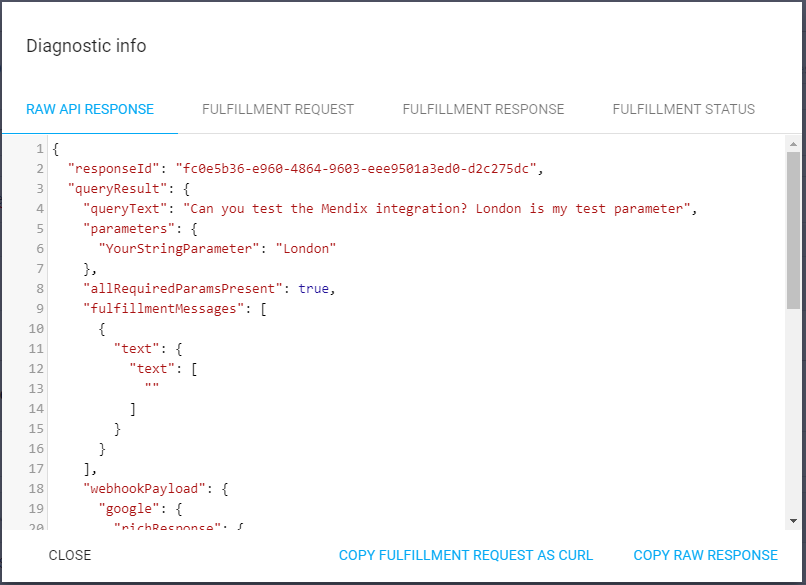 Diagnostic info
RAW API RESPONSE FULFILLMENT REQUEST FULFILLMENT RESPONSE FULFILLMENT STATUS
1 {
2 "responseId": "fc0e5b36-e960-4864-9603-eee9501a3ed0-d2c275dc",
3 "queryResult": {
4 "queryText": "Can you test the Mendix integration? London is my test parameter",
5 "parameters": {
6 "YourStringParameter": "London"
7 },
8 "allRequiredParamsPresent": true,
9 "fulfillmentMessages": [
10 {
11 "text": {
12 "text": [
13 ""
14 ]
15 }
16 }
17 ],
18 "webhookPayload": {
19 "google": {
20 "richResponse": {
CLOSE COPY FULFILLMENT REQUEST AS CURL COPY RAW RESPONSE